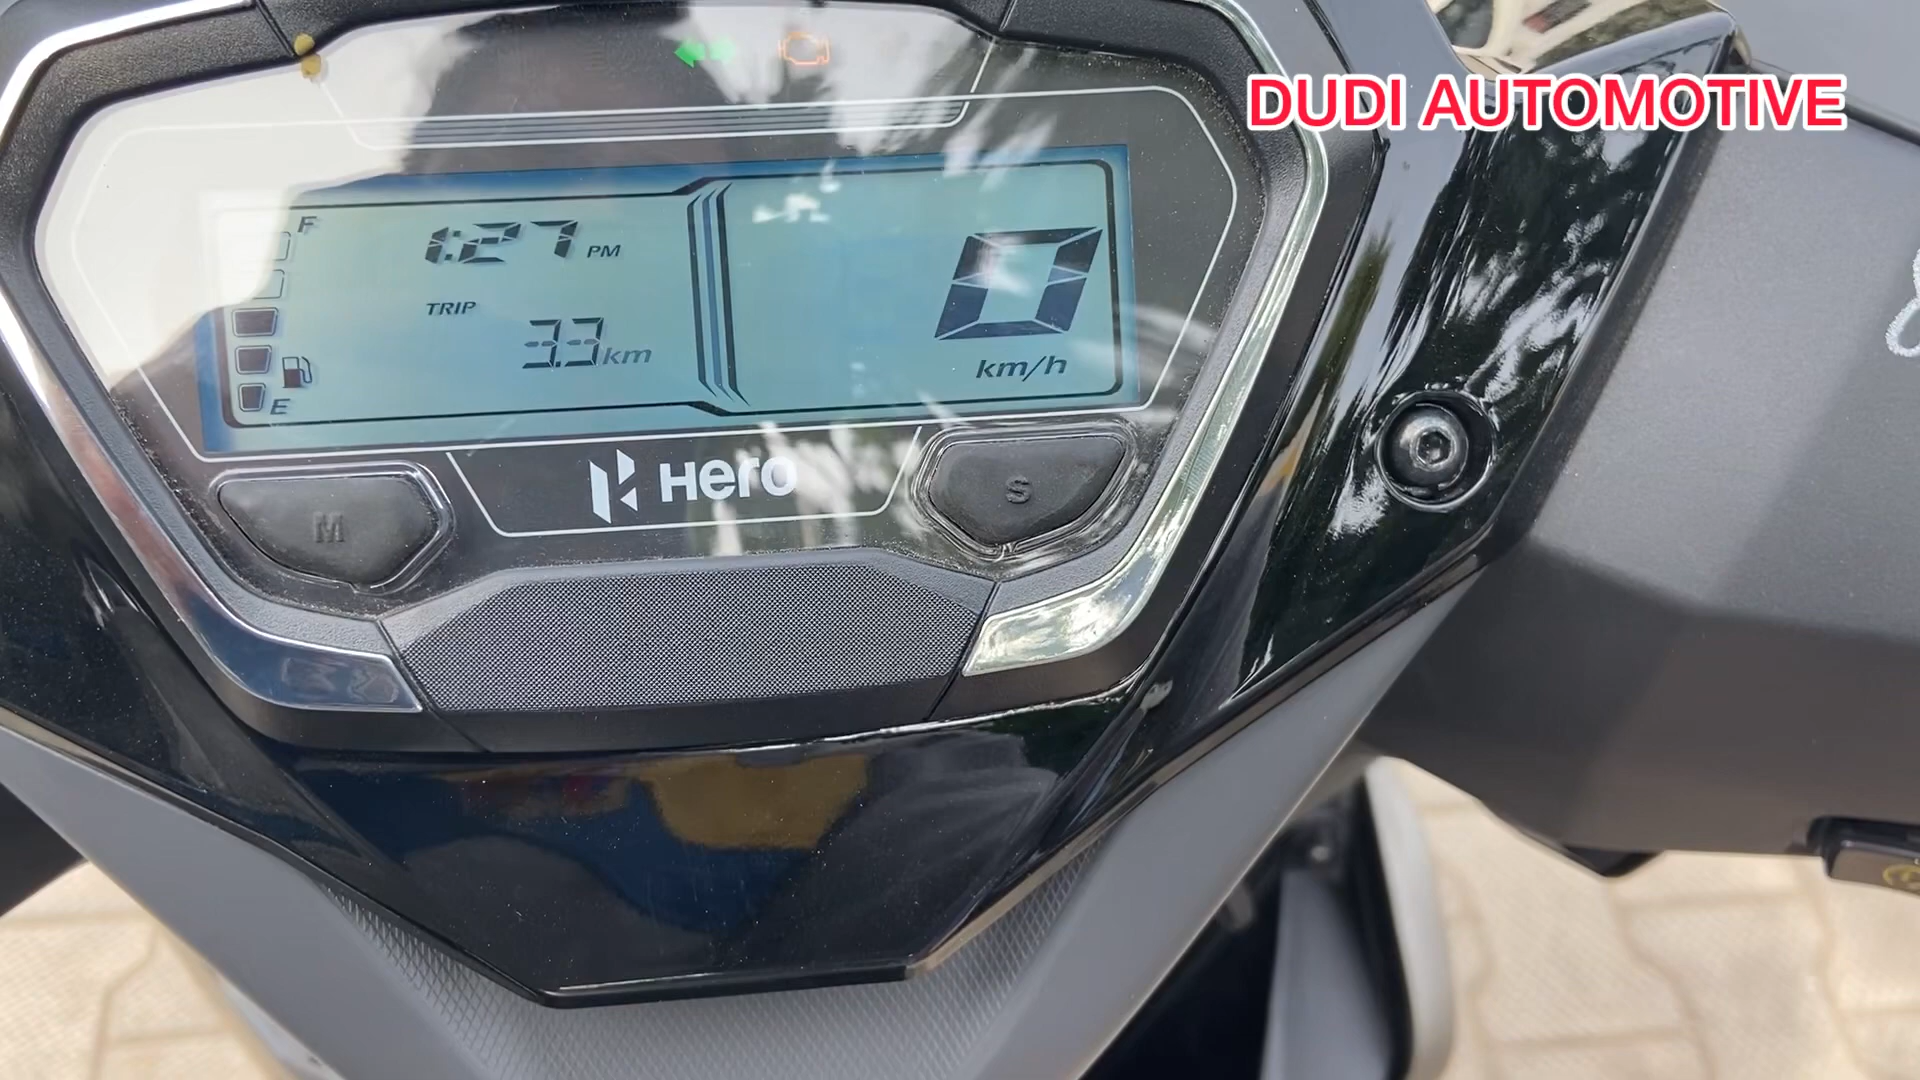 DUDI AUTOMOTIVE
F
1:27 PM
TRIP
3.3 km
E
0
km/h
M
Hero
S